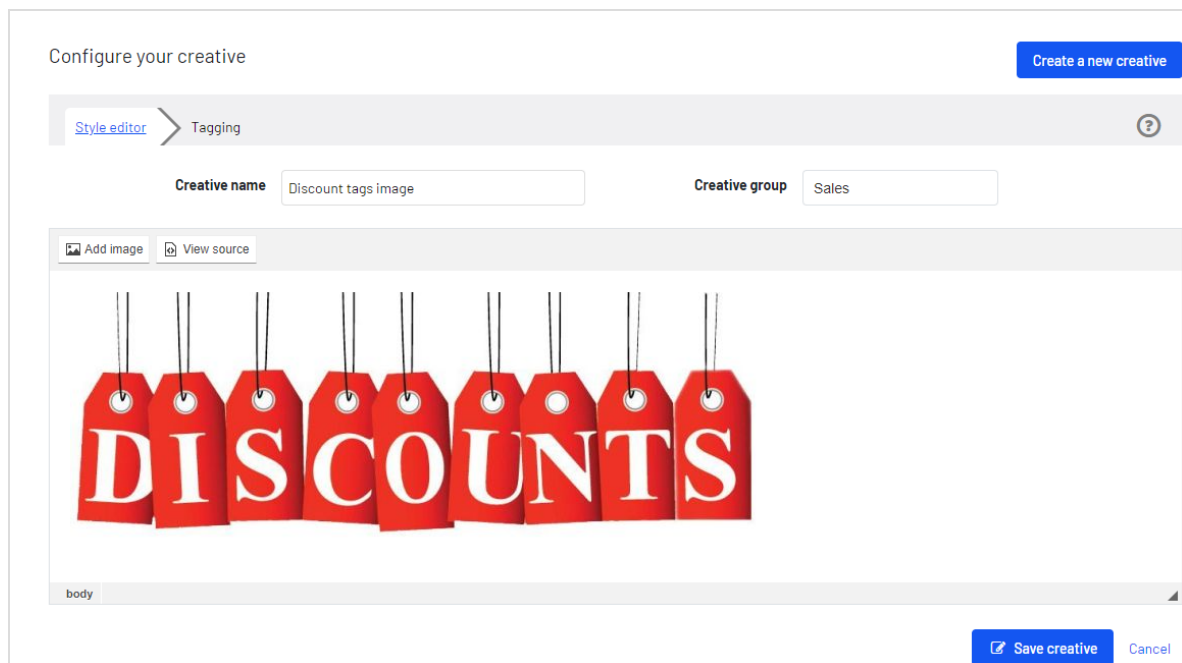 Configure your creative
Create a new creative
Style editor
Tagging
?
Creative name
Discount tags image
Creative group
Sales
Add image
View source
DISCOUNTS
body
Save creative
Cancel